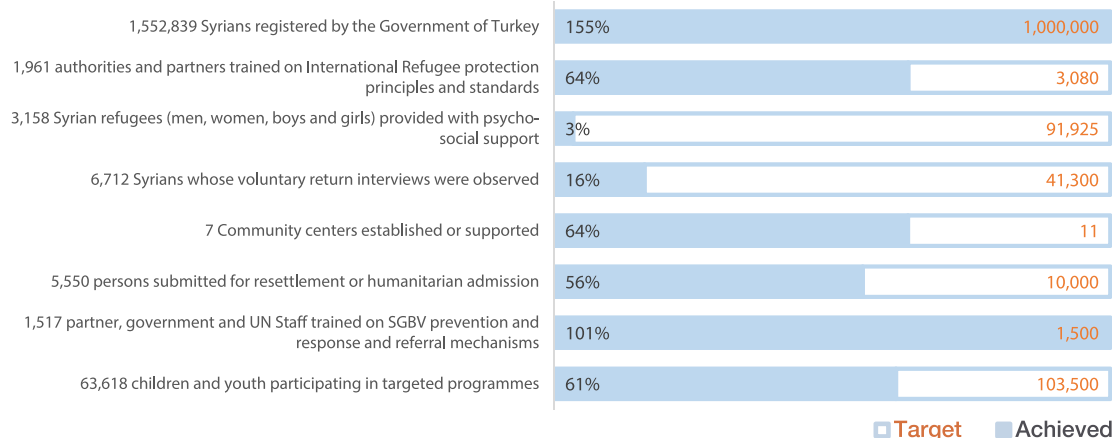 1,552,839 Syrians registered by the Government of Turkey 155% 1,000,000
1,961 authorities and partners trained on International Refugee protection
principles and standards 64% 3,080
3,158 Syrian refugees (men, women, boys and girls) provided with psycho-
social support 3% 91,925
6,712 Syrians whose voluntary return interviews were observed 16% 41,300
7 Community centers established or supported 64% 11
5,550 persons submitted for resettlement or humanitarian admission 56% 10,000
1,517 partner, government and UN Staff trained on SGBV prevention and
response and referral mechanisms 101% 1,500
63,618 children and youth participating in targeted programmes 61% 103,500
Target Achieved